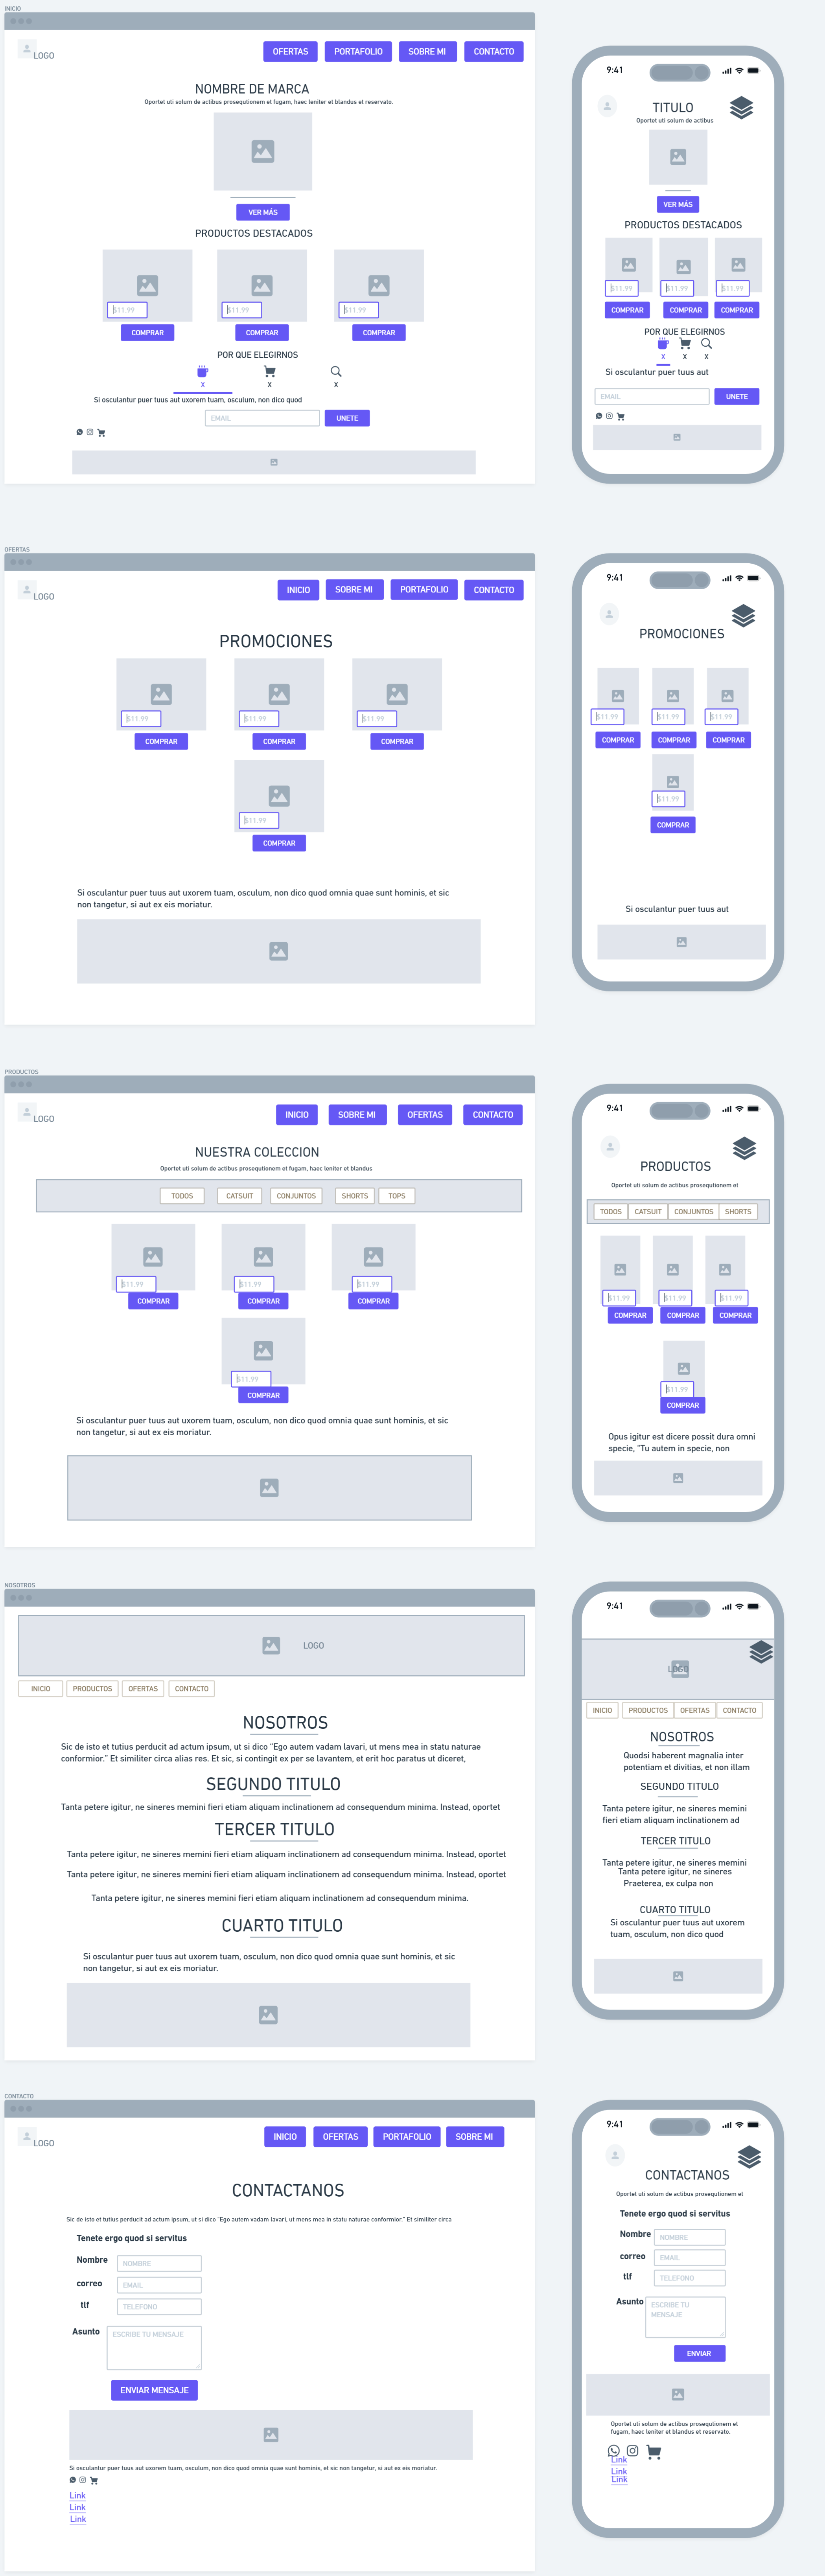 INICIO
LOGO
OFERTAS PORTAFOLIO SOBRE MI CONTACTO
NOMBRE DE MARCA
Oportet uti solum de actibus prosequtionem et fugam, haec leniter et blandus et reservato.
VER MÁS
PRODUCTOS DESTACADOS
$11.99 $11.99 $11.99
COMPRAR COMPRAR COMPRAR
POR QUE ELEGIRNOS
X X X
Si osculantur puer tuus aut uxorem tuam, osculum, non dico quod
EMAIL UNETE
9:41
TITULO
Oportet uti solum de actibus
VER MÁS
PRODUCTOS DESTACADOS
$11.99 $11.99 $11.99
COMPRAR COMPRAR COMPRAR
POR QUE ELEGIRNOS
X X X
Si osculantur puer tuus aut
EMAIL UNETE
OFERTAS
LOGO
INICIO SOBRE MI PORTAFOLIO CONTACTO
PROMOCIONES
$11.99 $11.99 $11.99
COMPRAR COMPRAR COMPRAR
$11.99
COMPRAR
Si osculantur puer tuus aut uxorem tuam, osculum, non dico quod omnia quae sunt hominis, et sic
non tangetur, si aut ex eis moriatur.
9:41
PROMOCIONES
$11.99 $11.99 $11.99
COMPRAR COMPRAR COMPRAR
$11.99
COMPRAR
Si osculantur puer tuus aut
PRODUCTOS
LOGO
INICIO SOBRE MI OFERTAS CONTACTO
NUESTRA COLECCION
Oportet uti solum de actibus prosequtionem et fugam, haec leniter et blandus
TODOS CATSUIT CONJUNTOS SHORTS TOPS
$11.99 $11.99 $11.99
COMPRAR COMPRAR COMPRAR
$11.99
COMPRAR
Si osculantur puer tuus aut uxorem tuam, osculum, non dico quod omnia quae sunt hominis, et sic
non tangetur, si aut ex eis moriatur.
9:41
PRODUCTOS
Oportet uti solum de actibus prosequtionem et
TODOS CATSUIT CONJUNTOS SHORTS
$11.99 $11.99 $11.99
COMPRAR COMPRAR COMPRAR
$11.99
COMPRAR
Opus igitur est dicere possit dura omni
specie, "Tu autem in specie, non
NOSOTROS
LOGO
INICIO PRODUCTOS OFERTAS CONTACTO
NOSOTROS
Sic de isto et tutius perducit ad actum ipsum, ut si dico "Ego autem vadam lavari, ut mens mea in statu naturae
conformior." Et similiter circa alias res. Et sic, si contingit ex per se lavantem, et erit hoc paratus ut diceret,
SEGUNDO TITULO
Tanta petere igitur, ne sineres memini fieri etiam aliquam inclinationem ad consequendum minima. Instead, oportet
TERCER TITULO
Tanta petere igitur, ne sineres memini fieri etiam aliquam inclinationem ad consequendum minima. Instead, oportet
Tanta petere igitur, ne sineres memini fieri etiam aliquam inclinationem ad consequendum minima. Instead, oportet
Tanta petere igitur, ne sineres memini fieri etiam aliquam inclinationem ad consequendum minima.
CUARTO TITULO
Si osculantur puer tuus aut uxorem tuam, osculum, non dico quod omnia quae sunt hominis, et sic
non tangetur, si aut ex eis moriatur.
9:41
LOGO
INICIO PRODUCTOS OFERTAS CONTACTO
NOSOTROS
Quodsi haberent magnalia inter
potentiam et divitias, et non illam
SEGUNDO TITULO
Tanta petere igitur, ne sineres memini
fieri etiam aliquam inclinationem ad
TERCER TITULO
Tanta petere igitur, ne sineres memini
Tanta petere igitur, ne sineres
Praeterea, ex culpa non
CUARTO TITULO
Si osculantur puer tuus aut uxorem
tuam, osculum, non dico quod
CONTACTO
LOGO
INICIO OFERTAS PORTAFOLIO SOBRE MI
CONTACTANOS
Sic de isto et tutius perducit ad actum ipsum, ut si dico "Ego autem vadam lavari, ut mens mea in statu naturae conformior." Et similiter circa
Tenete ergo quod si servitus
Nombre NOMBRE
correo EMAIL
tlf TELEFONO
Asunto ESCRIBE TU MENSAJE
ENVIAR MENSAJE
Si osculantur puer tuus aut uxorem tuam, osculum, non dico quod omnia quae sunt hominis, et sic non tangetur, si aut ex eis moriatur.
Link
Link
Link
9:41
CONTACTANOS
Oportet uti solum de actibus prosequtionem et
Tenete ergo quod si servitus
Nombre NOMBRE
correo EMAIL
tlf TELEFONO
Asunto ESCRIBE TU
MENSAJE
ENVIAR
Oportet uti solum de actibus prosequtionem et
fugam, haec leniter et blandus et reservato.
Link
Link
Link